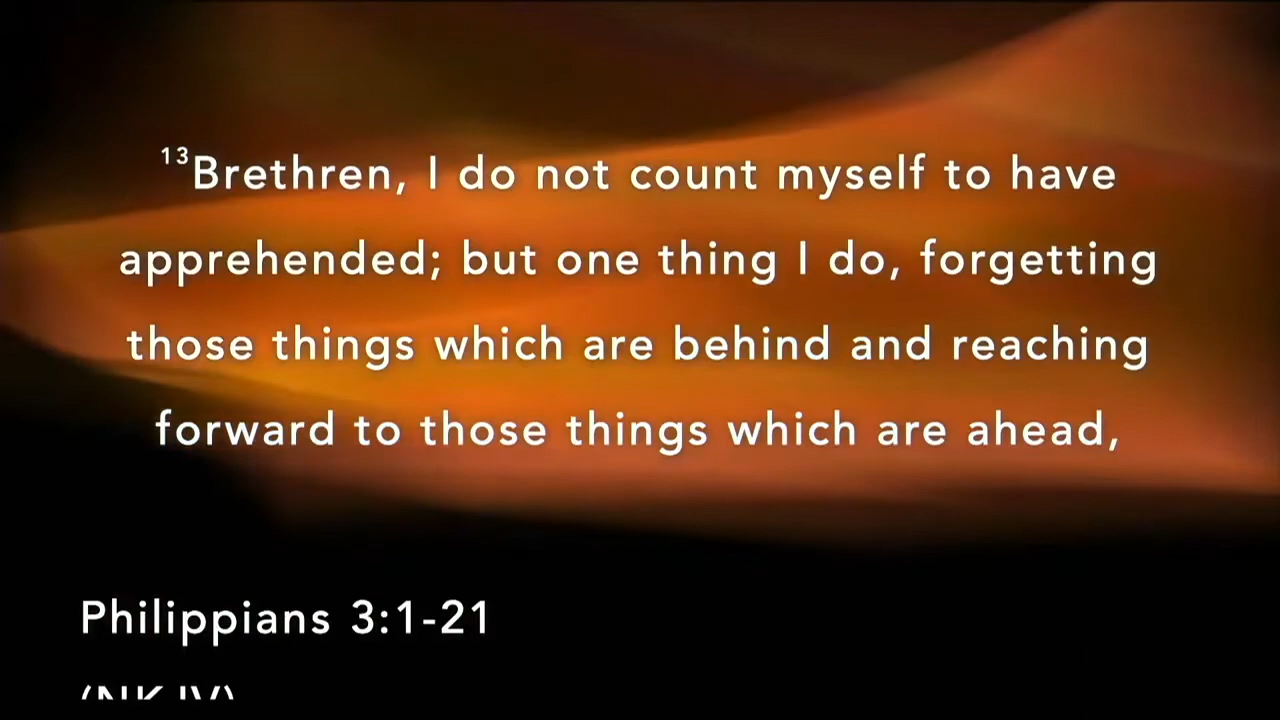 13Brethren, I do not count myself to have
apprehended; but one thing I do, forgetting
those things which are behind and reaching
forward to those things which are ahead,
Philippians 3:1-21
(NKJV)